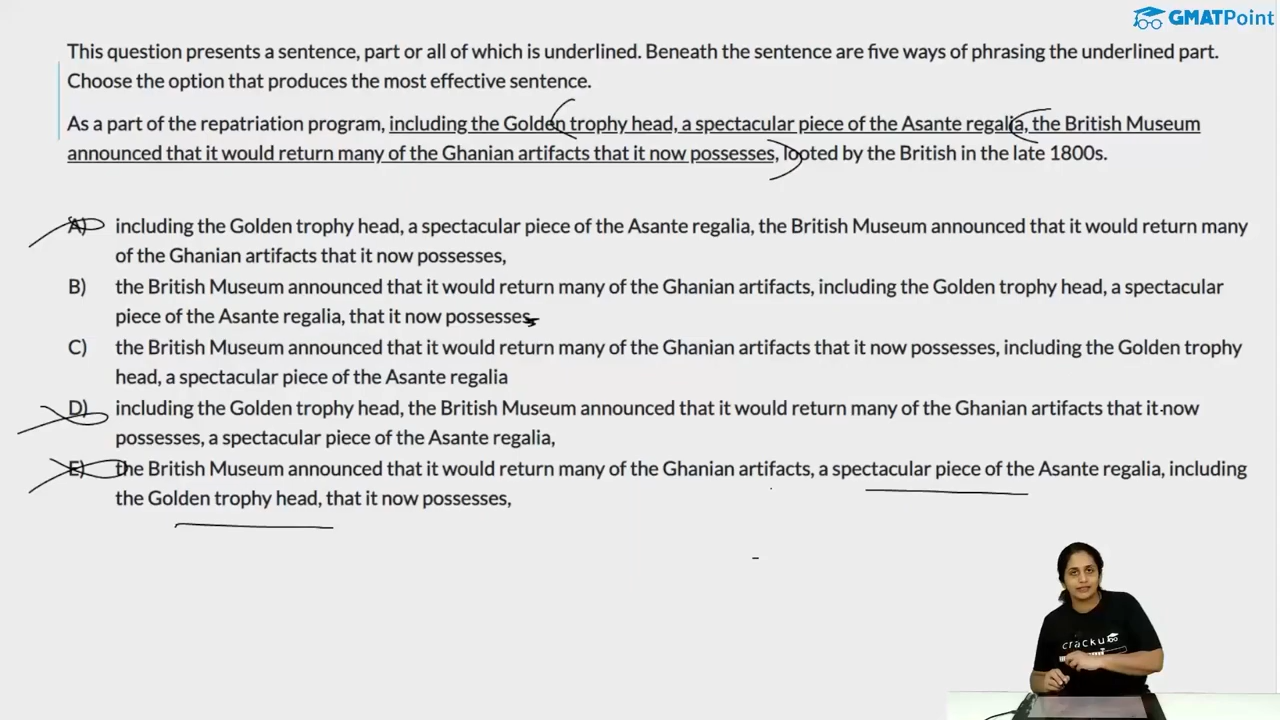 GMATPoint
This question presents a sentence, part or all of which is underlined. Beneath the sentence are five ways of phrasing the underlined part.
Choose the option that produces the most effective sentence.
As a part of the repatriation program, including the Golden trophy head, a spectacular piece of the Asante regalia, the British Museum
announced that it would return many of the Ghanian artifacts that it now possesses, looted by the British in the late 1800s.
A) including the Golden trophy head, a spectacular piece of the Asante regalia, the British Museum announced that it would return many
of the Ghanian artifacts that it now possesses,
B) the British Museum announced that it would return many of the Ghanian artifacts, including the Golden trophy head, a spectacular
piece of the Asante regalia, that it now possesses,
C) the British Museum announced that it would return many of the Ghanian artifacts that it now possesses, including the Golden trophy
head, a spectacular piece of the Asante regalia
D) including the Golden trophy head, the British Museum announced that it would return many of the Ghanian artifacts that it now
possesses, a spectacular piece of the Asante regalia,
E) the British Museum announced that it would return many of the Ghanian artifacts, a spectacular piece of the Asante regalia, including
the Golden trophy head, that it now possesses,
cracku